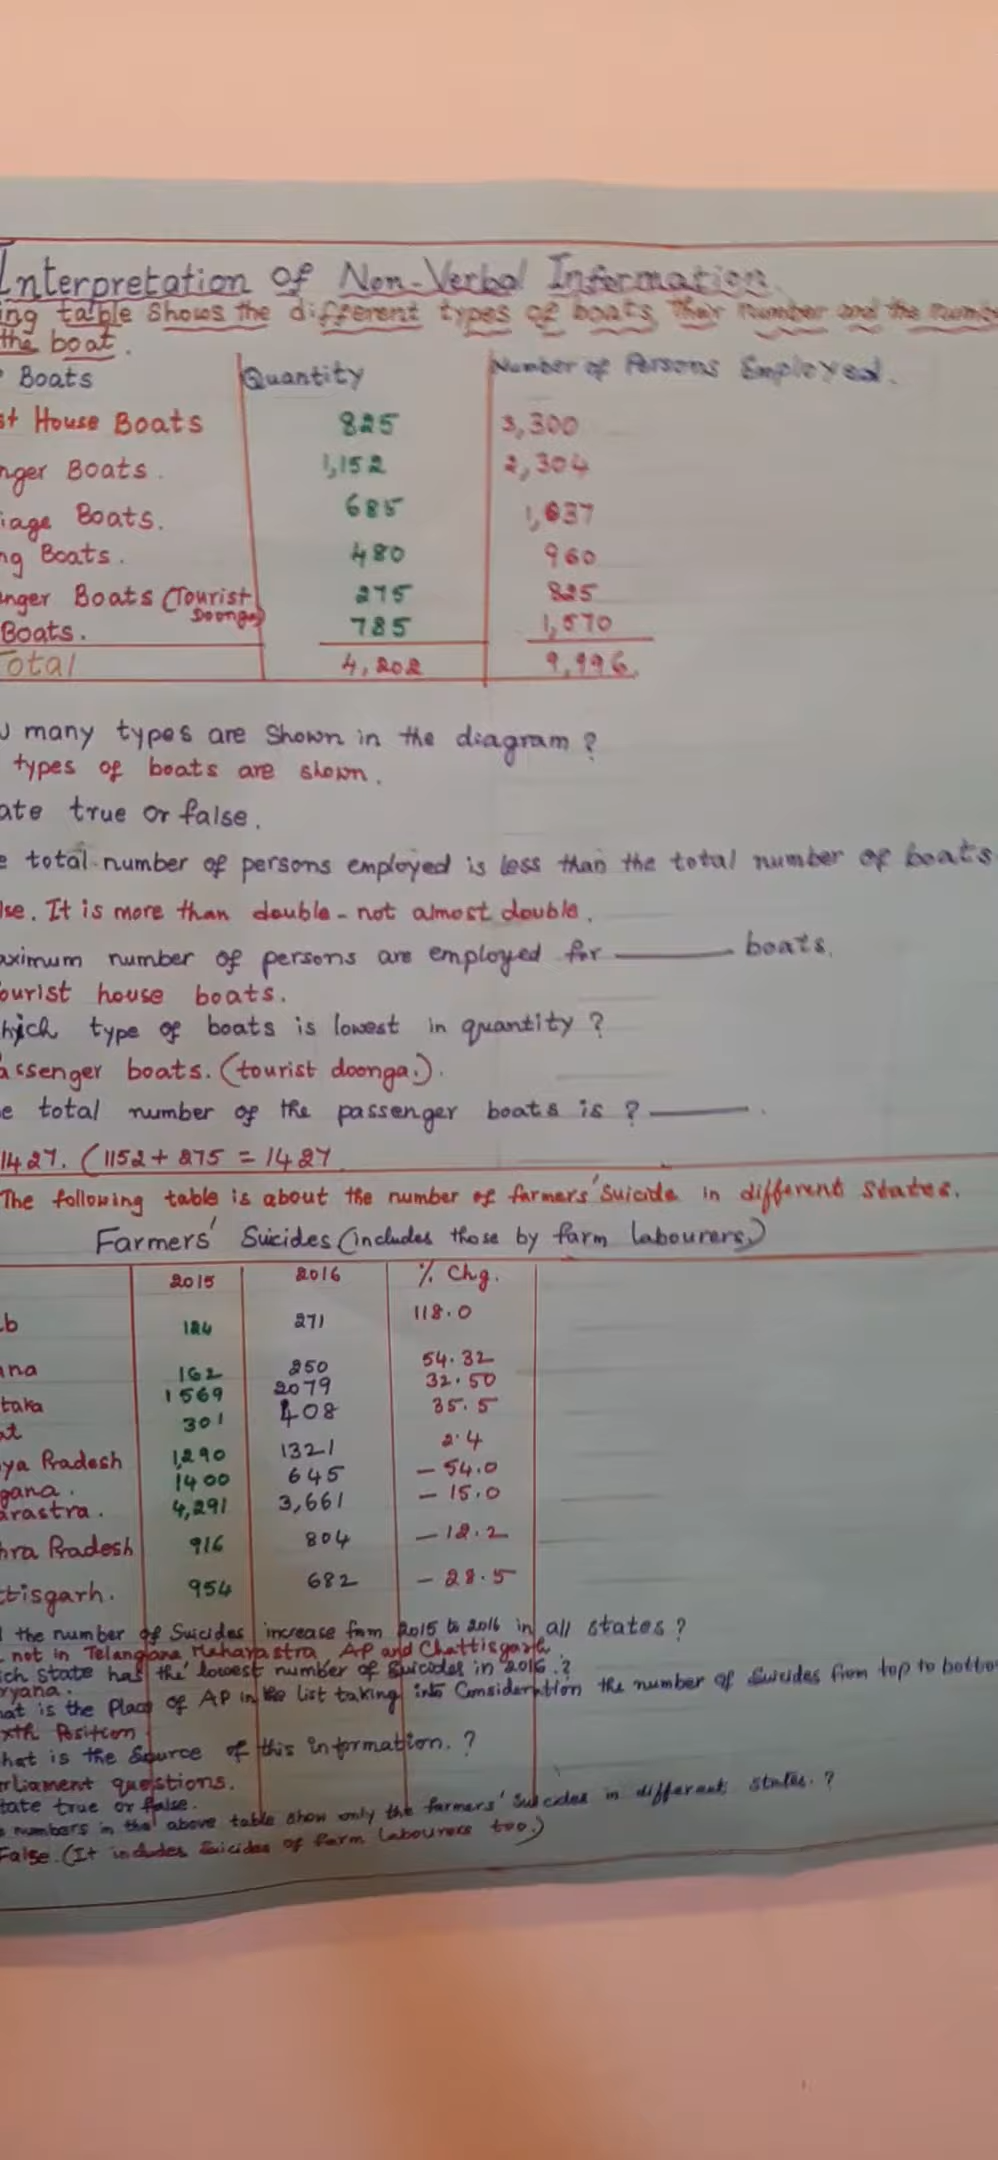 Interpretation of Non-Verbal Information.
ing table shows the different types of boats, their number and the numbe
the boat.
Boats Quantity Number of Persons Employed.
st House Boats 825 3,300
nger Boats. 1,152 2,304
iage Boats. 685 1,037
ng Boats. 480 960
enger Boats (Tourist Doonga) 275 825
Boats. 785 1,570
Total 4,202 9,996
many types are shown in the diagram?
types of boats are shown.
ate true or false.
e total number of persons employed is less than the total number of boats
lse. It is more than double - not almost double.
aximum number of persons are employed for ______ boats.
ourist house boats.
hich type of boats is lowest in quantity?
assenger boats. (tourist doonga.).
e total number of the passenger boats is? ______.
1427. (1152 + 275 = 1427
The following table is about the number of farmers' suicide in different states.
Farmers' Suicides (includes those by farm labourers)
2015 2016 % Chg.
b 124 271 118.0
ana 162 250 54.32
taka 1569 2079 32.50
at 301 408 35.5
ya Pradesh 1,290 1321 2.4
gana. 1400 645 - 54.0
arastra. 4,291 3,661 - 15.0
hra Pradesh 916 804 - 12.2
ttisgarh. 954 682 - 28.5
the number of Suicides increase from 2015 to 2016 in all states?
not in Telangana Maharastra AP and Chattisgarh.
ich state has the lowest number of suicides in 2016.?
ryana.
hat is the Place of AP in the list taking into Consideration the number of Suicides from top to botto
xth Position
hat is the Source of this information.?
rliament questions.
tate true or false.
numbers in the above table show only the farmers' suicides in different states.?
False. (It includes suicides of farm labourers too.)